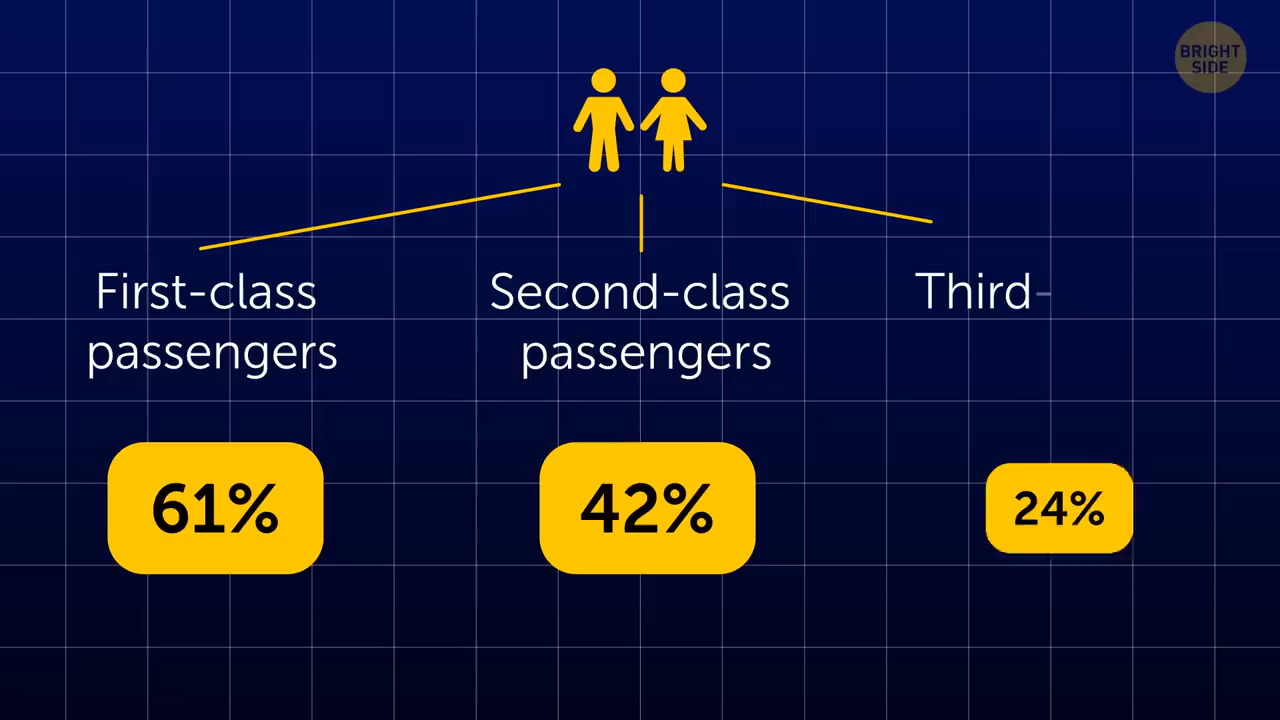 BRIGHT
SIDE
First-class
passengers
Second-class
passengers
Third-
61%
42%
24%